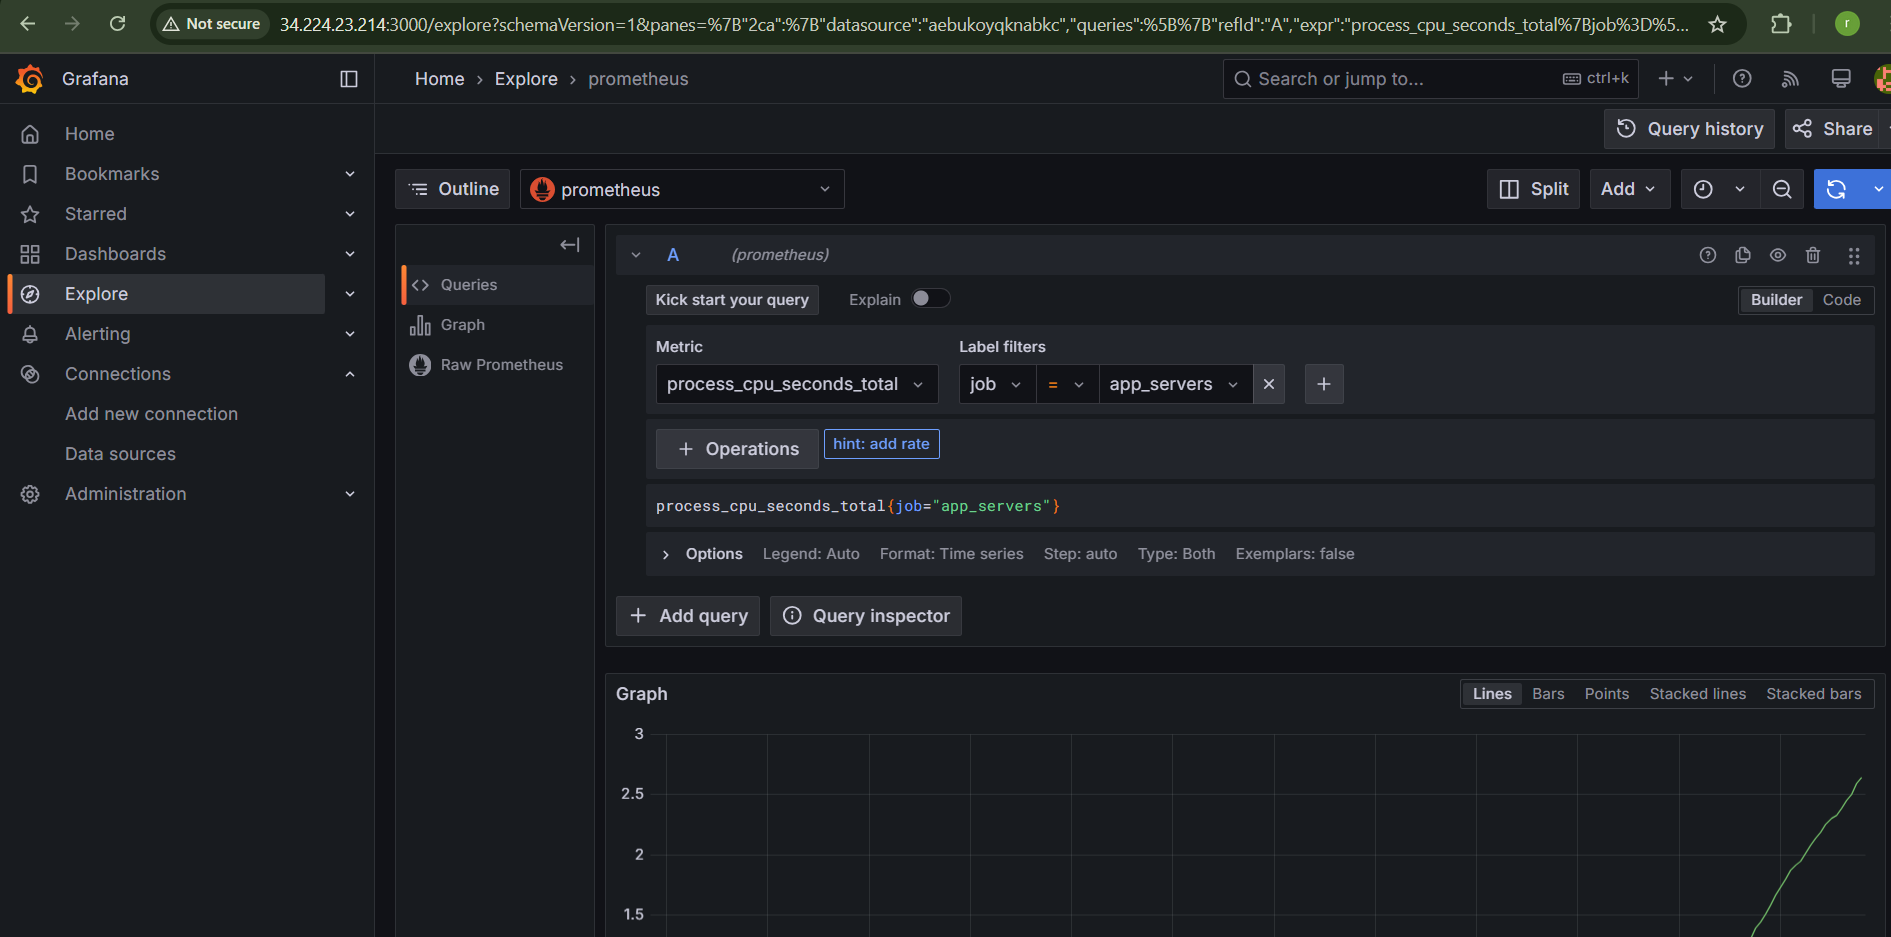 Not secure
34.224.23.214:3000/explore?schemaVersion=1&panes=%7B"2ca":%7B"datasource":"aebukoyqknabkc","queries":%5B%7B"refId":"A","expr":"process_cpu_seconds_total%7Bjob%3D%5...
r
Grafana
Home › Explore › prometheus
Search or jump to...
ctrl+k
Home
Bookmarks
Starred
Dashboards
Explore
Alerting
Connections
Add new connection
Data sources
Administration
Query history
Share
Outline
prometheus
Split
Add
Queries
Graph
Raw Prometheus
A
(prometheus)
Kick start your query
Explain
Builder
Code
Metric
Label filters
process_cpu_seconds_total
job
=
app_servers
+ Operations
hint: add rate
process_cpu_seconds_total{job="app_servers"}
Options
Legend: Auto
Format: Time series
Step: auto
Type: Both
Exemplars: false
+ Add query
Query inspector
Graph
Lines
Bars
Points
Stacked lines
Stacked bars
3
2.5
2
1.5